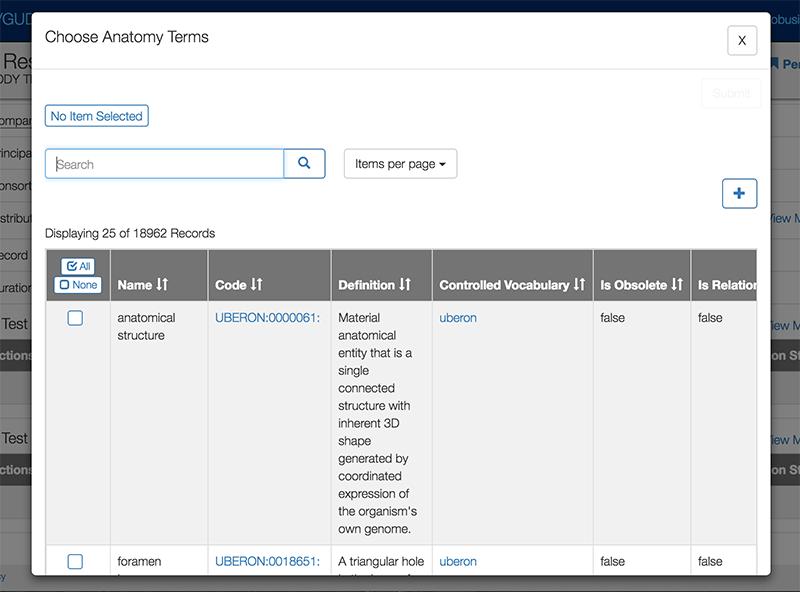 Choose Anatomy Terms
X
Submit
No Item Selected
Search
Items per page
+
Displaying 25 of 18962 Records
All
None
Name
Code
Definition
Controlled Vocabulary
Is Obsolete
Is Relation
anatomical
structure
UBERON:0000061:
Material
anatomical
entity that is a
single
connected
structure with
inherent 3D
shape
generated by
coordinated
expression of
the organism's
own genome.
uberon
false
false
foramen
UBERON:0018651:
A triangular hole
uberon
false
false
Test
Test